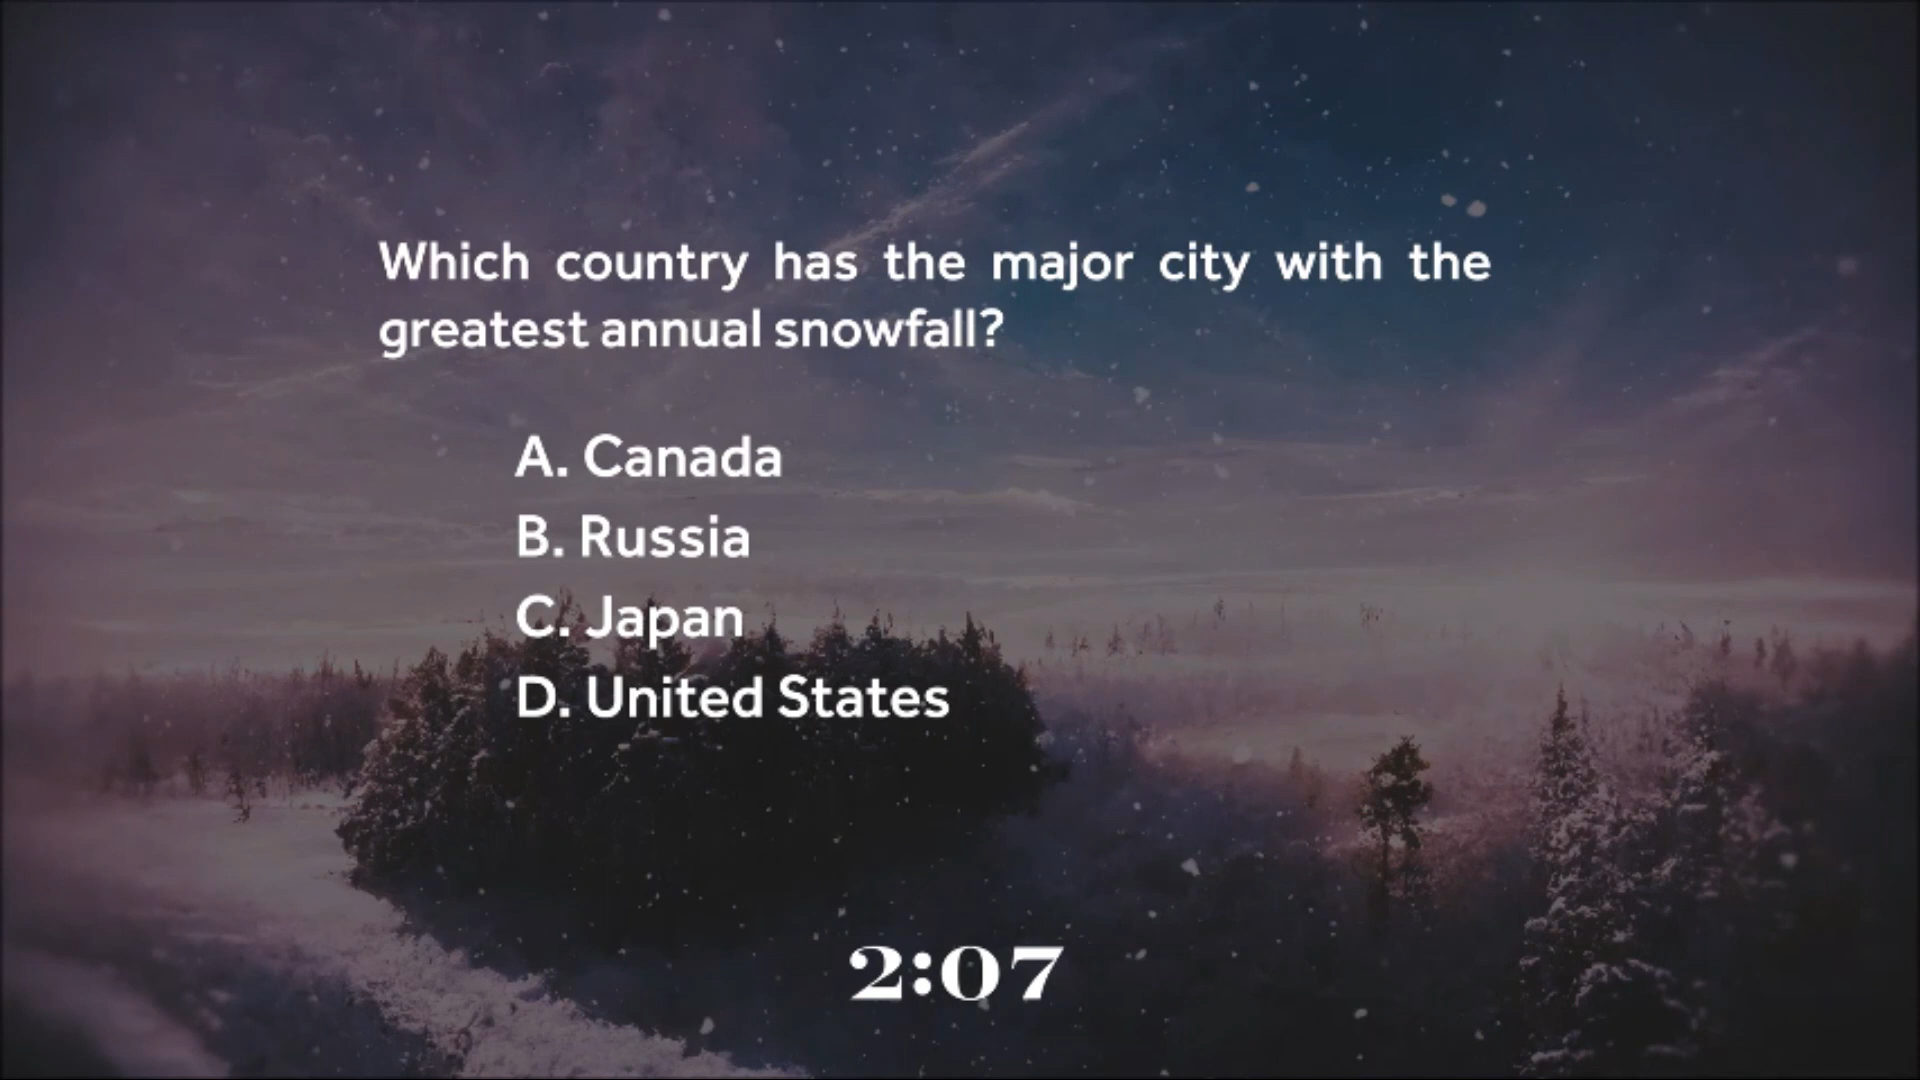 Which country has the major city with the
greatest annual snowfall?
A. Canada
B. Russia
C. Japan
D. United States
2:07